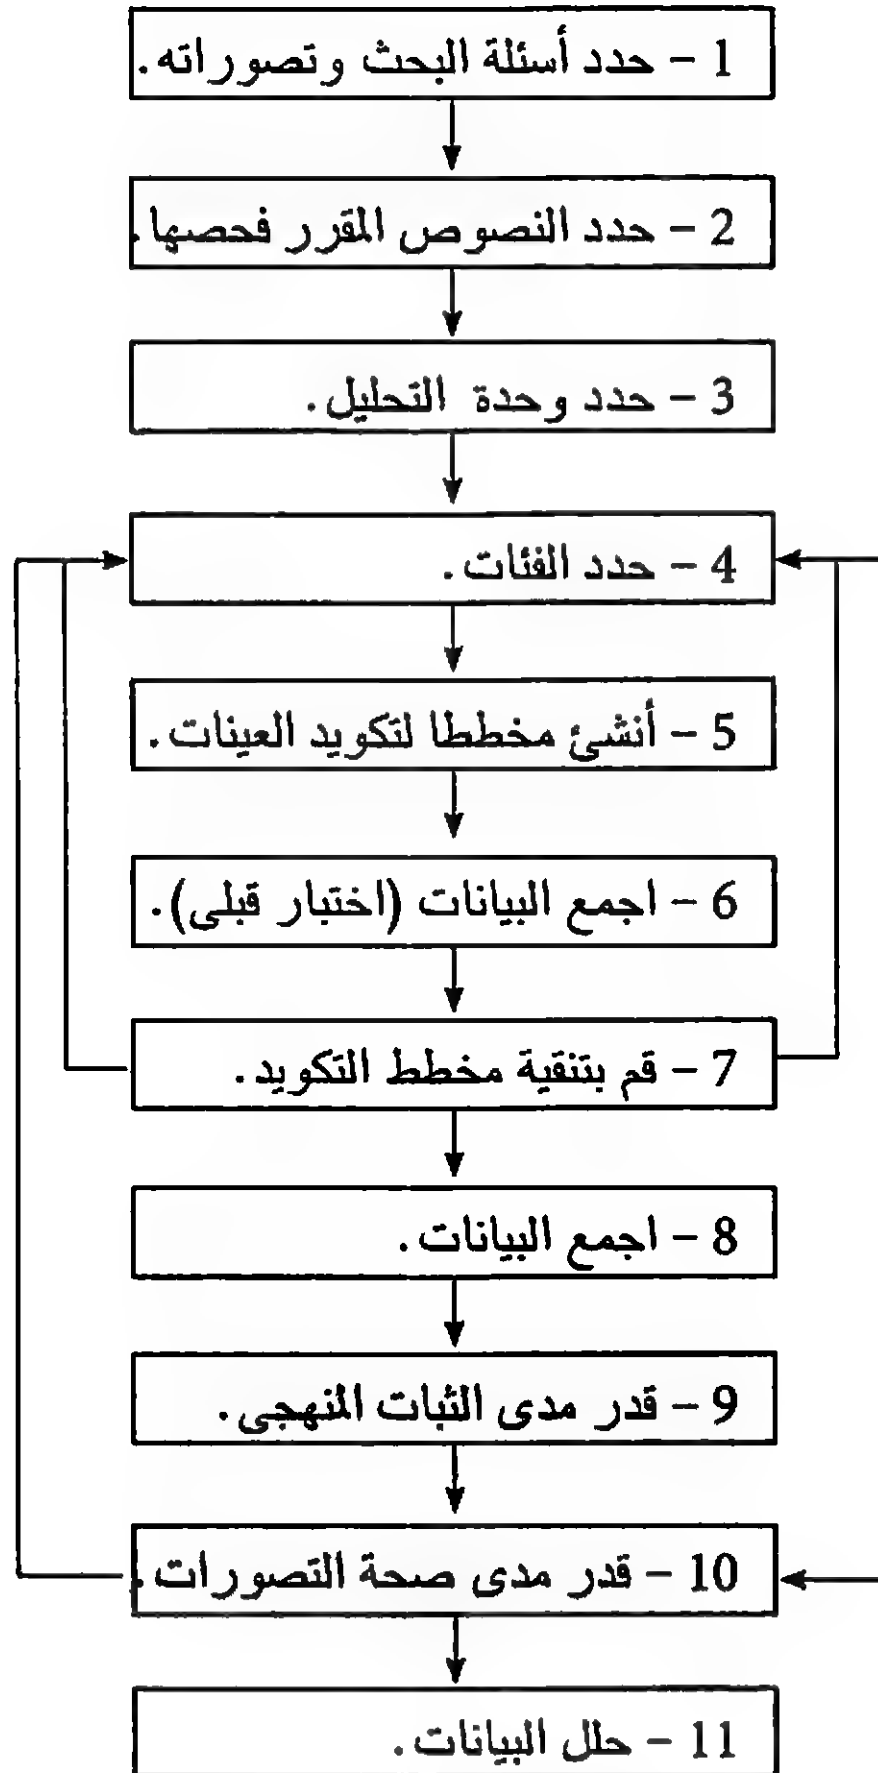 1 - حدد أسئلة البحث وتصوراته.
2 - حدد النصوص المقرر فحصها.
3 - حدد وحدة التحليل.
4 - حدد الفئات.
5 - أنشئ مخططا لتكويد العينات.
6 - اجمع البيانات (اختبار قبلى).
7 - قم بتنقية مخطط التكويد.
8 - اجمع البيانات.
9 - قدر مدى الثبات المنهجى.
10 - قدر مدى صحة التصورات.
11 - حلل البيانات.